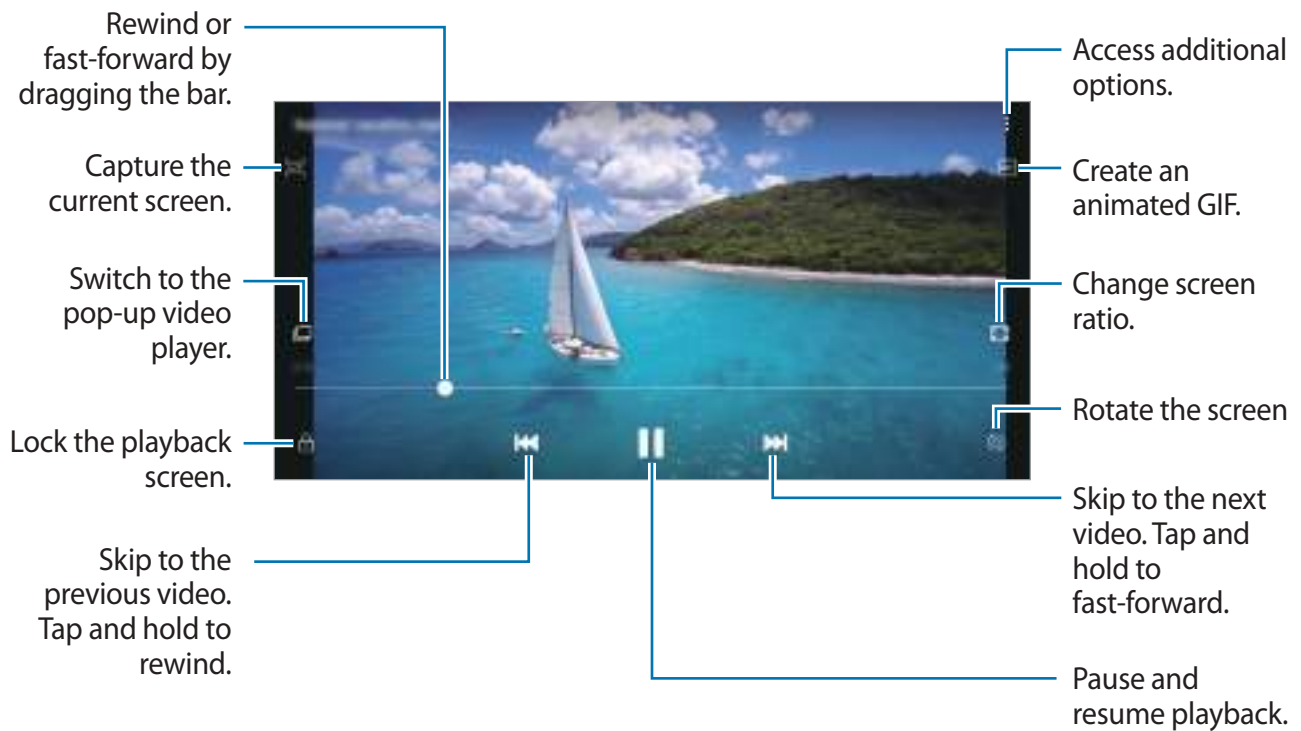 Rewind or
fast-forward by
dragging the bar.
Capture the
current screen.
Switch to the
pop-up video
player.
Lock the playback
screen.
Skip to the
previous video.
Tap and hold to
rewind.
Access additional
options.
Create an
animated GIF.
Change screen
ratio.
Rotate the screen
Skip to the next
video. Tap and
hold to
fast-forward.
Pause and
resume playback.